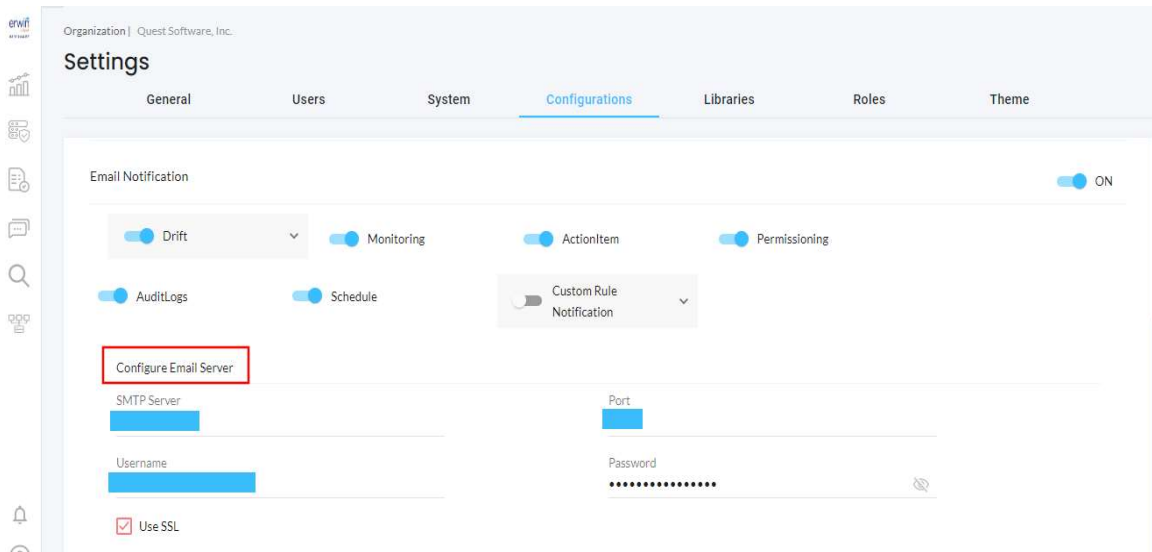 erwin
Organization | Quest Software, Inc.
Settings
General Users System Configurations Libraries Roles Theme
Email Notification ON
Drift Monitoring ActionItem Permissioning
AuditLogs Schedule Custom Rule
Notification
Configure Email Server
SMTP Server Port
Username Password
••••••••••••••••
Use SSL